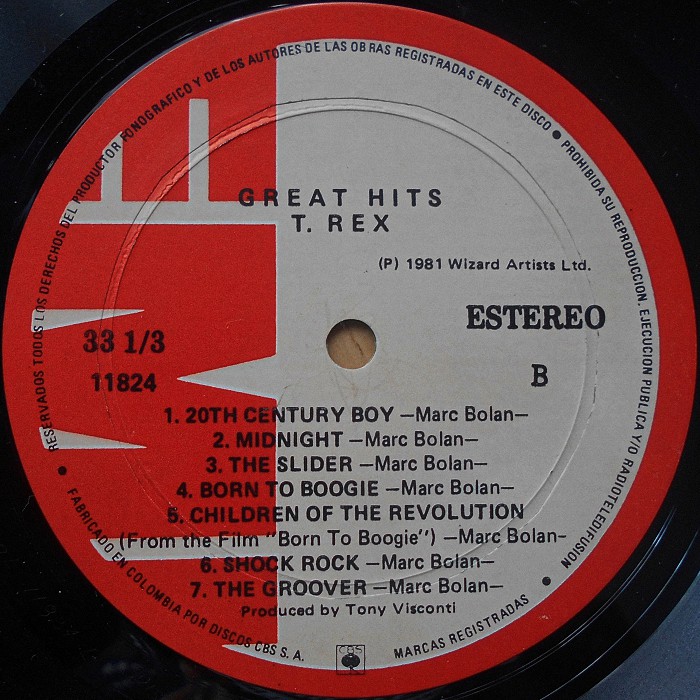 RESERVADOS TODOS LOS DERECHOS DEL PRODUCTOR FONOGRAFICO Y DE LOS AUTORES DE LAS OBRAS REGISTRADAS EN ESTE DISCO • PROHIBIDA SU REPRODUCCION, EJECUCION PUBLICA Y/O RADIOTELEDIFUSION •
GREAT HITS
T. REX
(P) 1981 Wizard Artists Ltd.
ESTEREO
33 1/3
11824
B
1. 20TH CENTURY BOY —Marc Bolan—
2. MIDNIGHT —Marc Bolan—
3. THE SLIDER —Marc Bolan—
4. BORN TO BOOGIE —Marc Bolan—
5. CHILDREN OF THE REVOLUTION
(From the Film "Born To Boogie") —Marc Bolan-
6. SHOCK ROCK —Marc Bolan—
7. THE GROOVER —Marc Bolan—
Produced by Tony Visconti
CBS
• FABRICADO EN COLOMBIA POR DISCOS CBS S. A.
MARCAS REGISTRADAS •